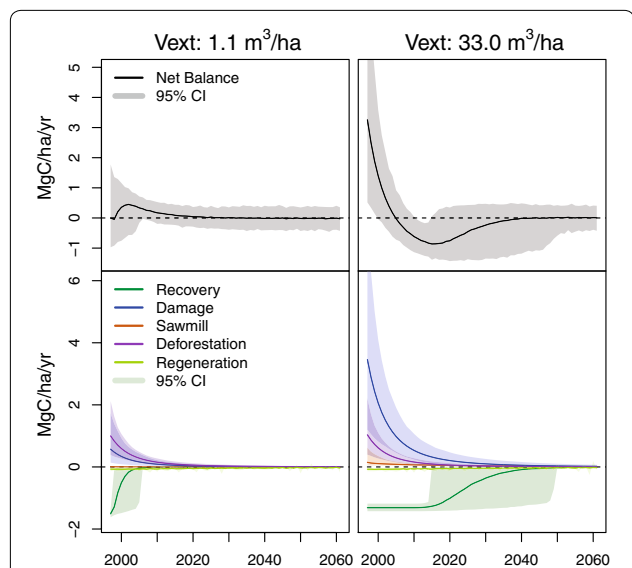 Vext: 1.1 m³/ha
Vext: 33.0 m³/ha
MgC/ha/yr
5
4
3
2
1
0
−1
Net Balance
95% CI
MgC/ha/yr
6
4
2
0
−2
Recovery
Damage
Sawmill
Deforestation
Regeneration
95% CI
2000 2020 2040 2060
2000 2020 2040 2060